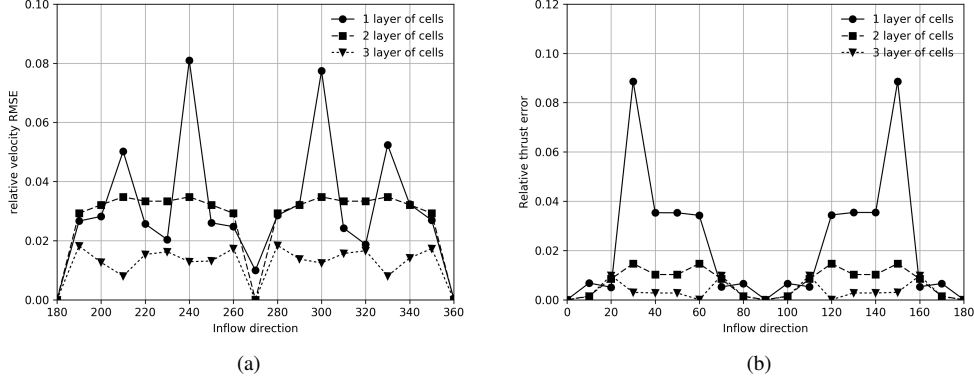 0.10
0.08
0.06
0.04
0.02
0.00
relative velocity RMSE
1 layer of cells
2 layer of cells
3 layer of cells
180 200 220 240 260 280 300 320 340 360
Inflow direction
(a)
0.12
0.10
0.08
0.06
0.04
0.02
0.00
Relative thrust error
1 layer of cells
2 layer of cells
3 layer of cells
0 20 40 60 80 100 120 140 160 180
Inflow direction
(b)